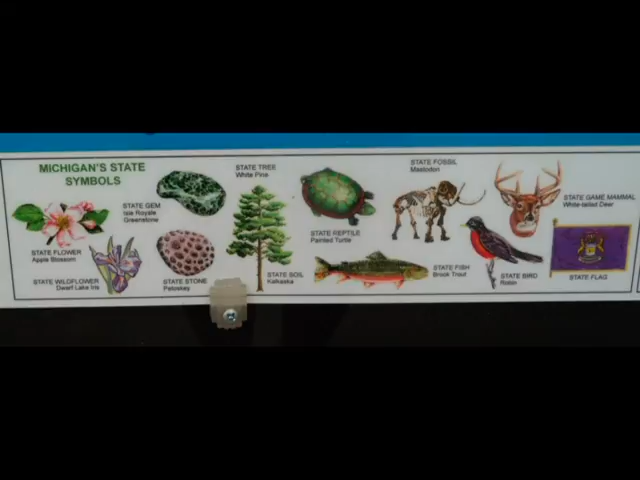 MICHIGAN'S STATE
SYMBOLS
STATE FLOWER
Apple Blossom
STATE WILDFLOWER
Dwarf Lake Iris
STATE GEM
Isle Royale
Greenstone
STATE STONE
Petoskey
STATE TREE
White Pine
STATE SOIL
Kalkaska
STATE REPTILE
Painted Turtle
STATE FOSSIL
Mastodon
STATE FISH
Brook Trout
STATE BIRD
Robin
STATE GAME MAMMAL
White-tailed Deer
STATE FLAG